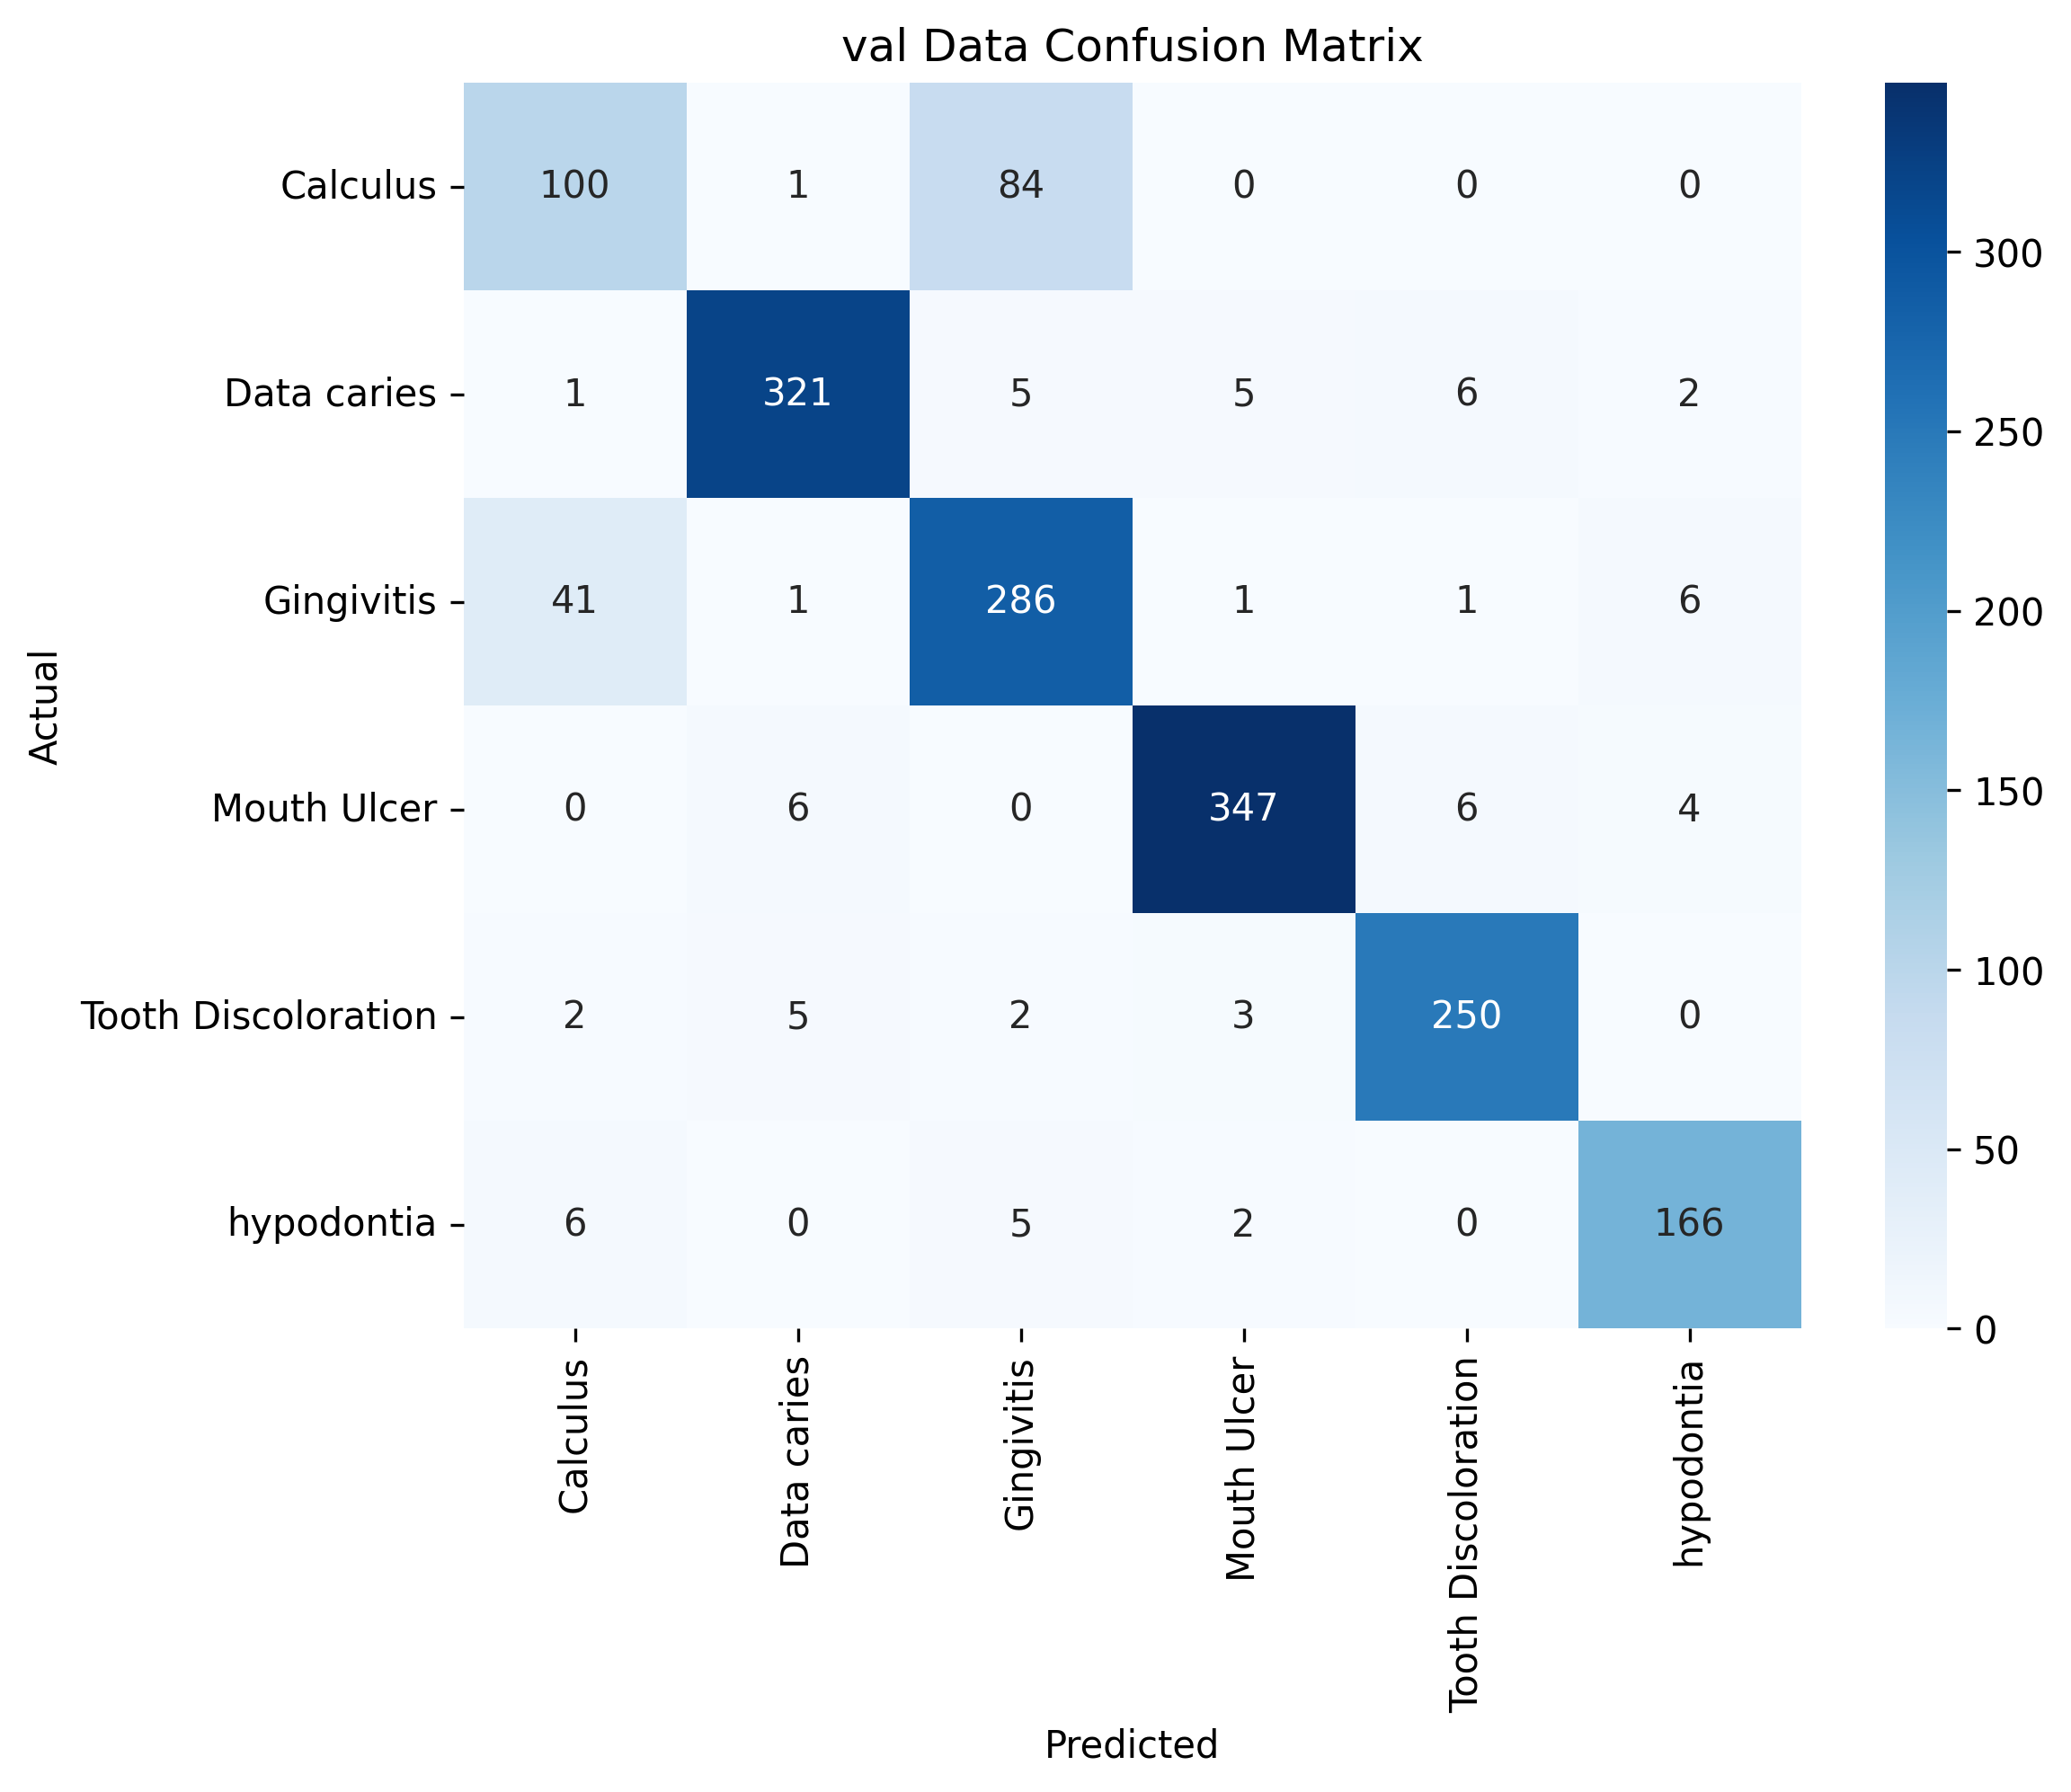 val Data Confusion Matrix
Calculus 100 1 84 0 0 0
Data caries 1 321 5 5 6 2
Gingivitis 41 1 286 1 1 6
Mouth Ulcer 0 6 0 347 6 4
Tooth Discoloration 2 5 2 3 250 0
hypodontia 6 0 5 2 0 166
Actual
Calculus
Data caries
Gingivitis
Mouth Ulcer
Tooth Discoloration
hypodontia
Predicted
300
250
200
150
100
50
0